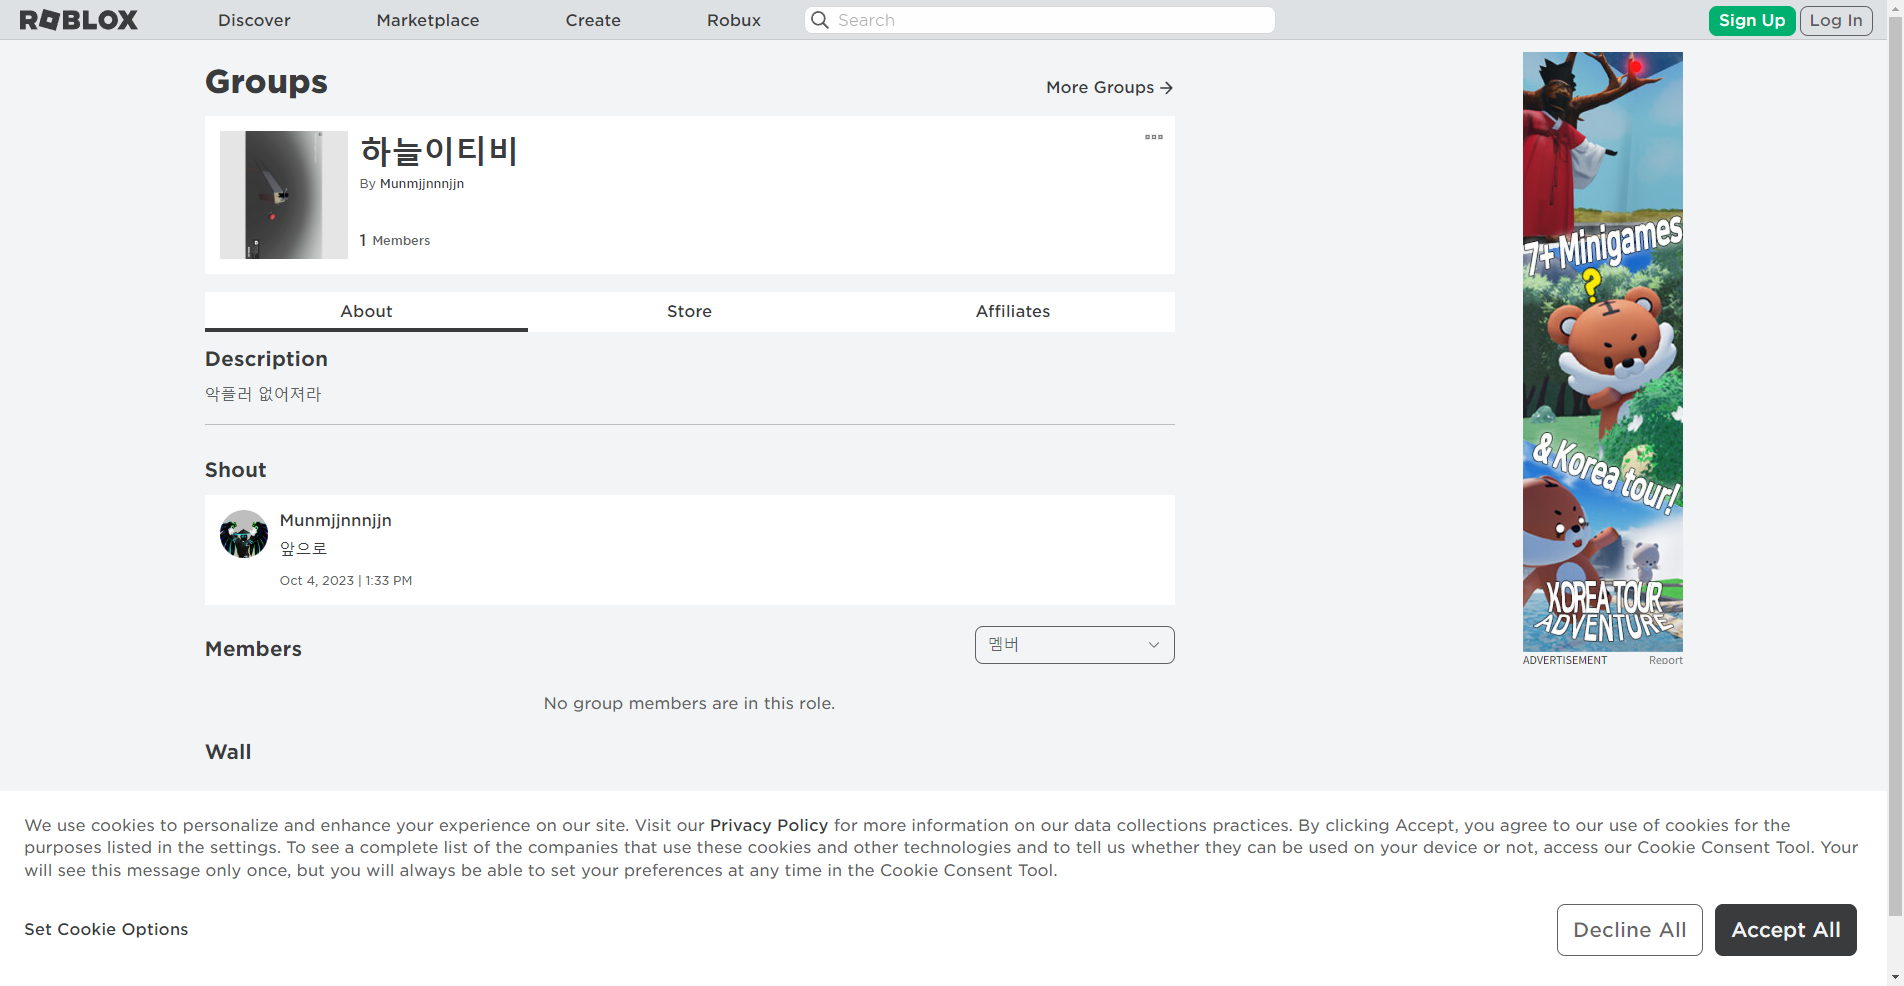 ROBLOX
Discover
Marketplace
Create
Robux
Search
Sign Up
Log In
Groups
More Groups →
하늘이티비
By Munmjjnnnjjn
1 Members
About
Store
Affiliates
Description
악플러 없어져라
Shout
Munmjjnnnjjn
앞으로
Oct 4, 2023 | 1:33 PM
Members
멤버
No group members are in this role.
Wall
7+ Minigames
?
& Korea tour!
KOREA TOUR
ADVENTURE
ADVERTISEMENT
Report
We use cookies to personalize and enhance your experience on our site. Visit our Privacy Policy for more information on our data collections practices. By clicking Accept, you agree to our use of cookies for the
purposes listed in the settings. To see a complete list of the companies that use these cookies and other technologies and to tell us whether they can be used on your device or not, access our Cookie Consent Tool. Your
will see this message only once, but you will always be able to set your preferences at any time in the Cookie Consent Tool.
Set Cookie Options
Decline All
Accept All